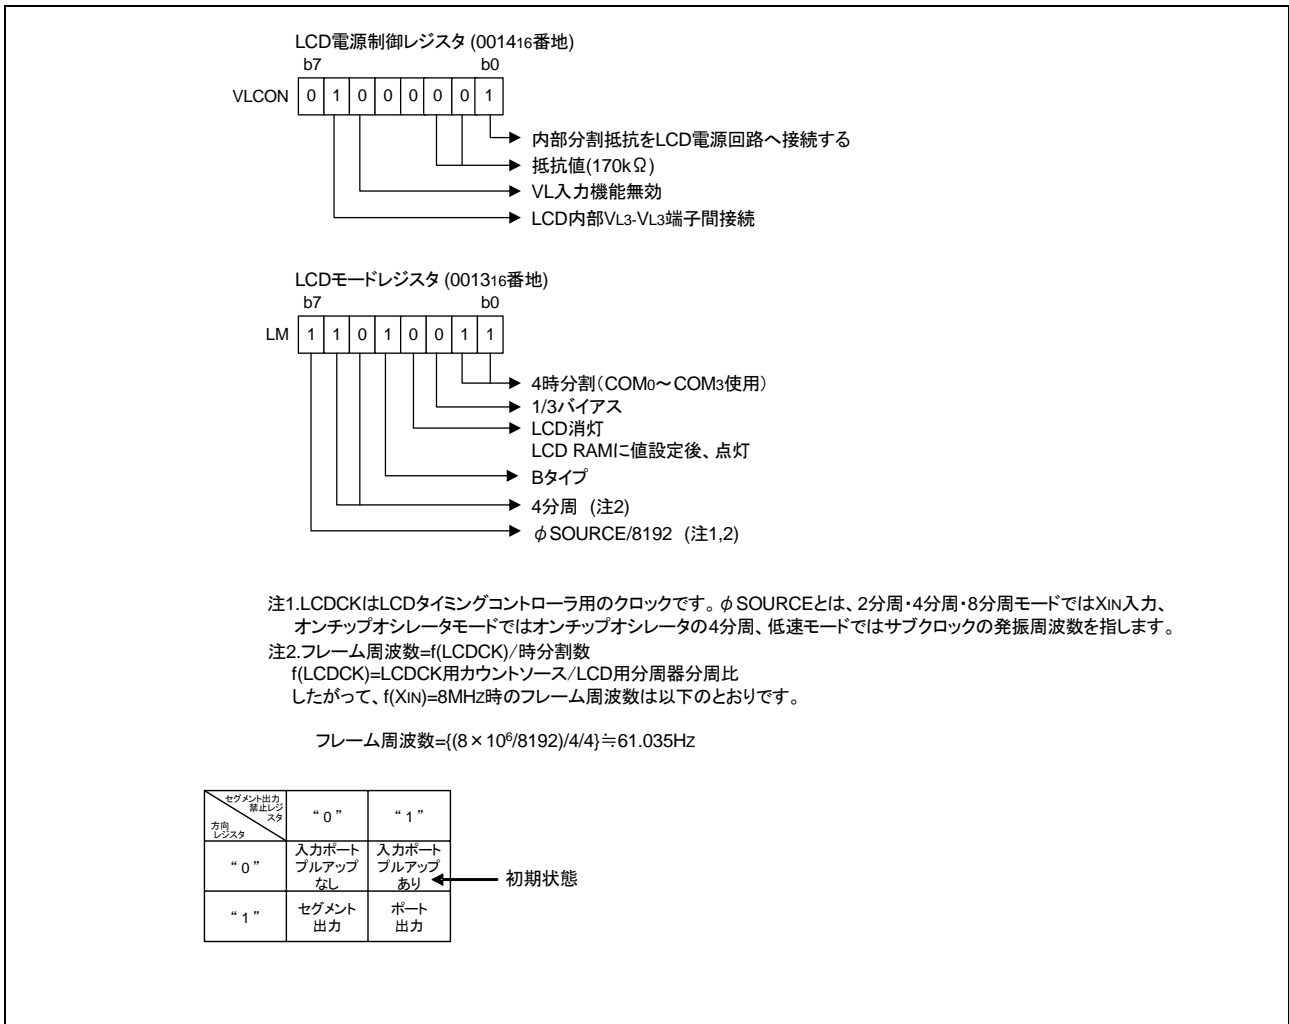 LCD電源制御レジスタ (001416番地)
b7 b0
VLCON 0 1 0 0 0 0 0 1
内部分割抵抗をLCD電源回路へ接続する
抵抗値(170kΩ)
VL入力機能無効
LCD内部VL3-VL3端子間接続
LCDモードレジスタ (001316番地)
b7 b0
LM 1 1 0 1 0 0 1 1
4時分割(COM0～COM3使用)
1/3バイアス
LCD消灯
LCD RAMに値設定後、点灯
Bタイプ
4分周 (注2)
φSOURCE/8192 (注1,2)
注1.LCDCKはLCDタイミングコントローラ用のクロックです。φSOURCEとは、2分周・4分周・8分周モードではXIN入力、
オンチップオシレータモードではオンチップオシレータの4分周、低速モードではサブクロックの発振周波数を指します。
注2.フレーム周波数=f(LCDCK)/時分割数
f(LCDCK)=LCDCK用カウントソース/LCD用分周器分周比
したがって、f(XIN)=8MHz時のフレーム周波数は以下のとおりです。
フレーム周波数={(8×10⁶/8192)/4/4}≒61.035Hz
セグメント出力
禁止レジ
スタ
方向
レジスタ
“0” “1”
“0”
入力ポート
プルアップ
なし
入力ポート
プルアップ
あり
初期状態
“1”
セグメント
出力
ポート
出力